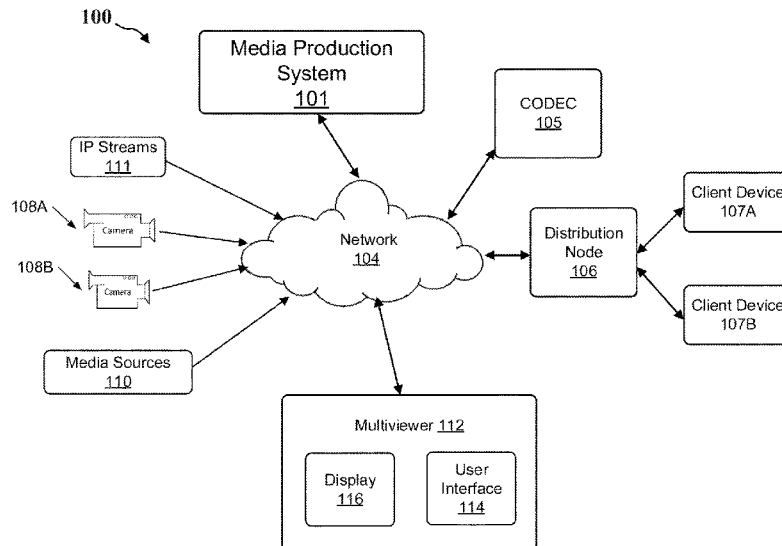 100
Media Production
System
101
CODEC
105
IP Streams
111
108A
Camera
Client Device
107A
Network
104
Distribution
Node
106
108B
Camera
Client Device
107B
Media Sources
110
Multiviewer 112
Display
116
User
Interface
114